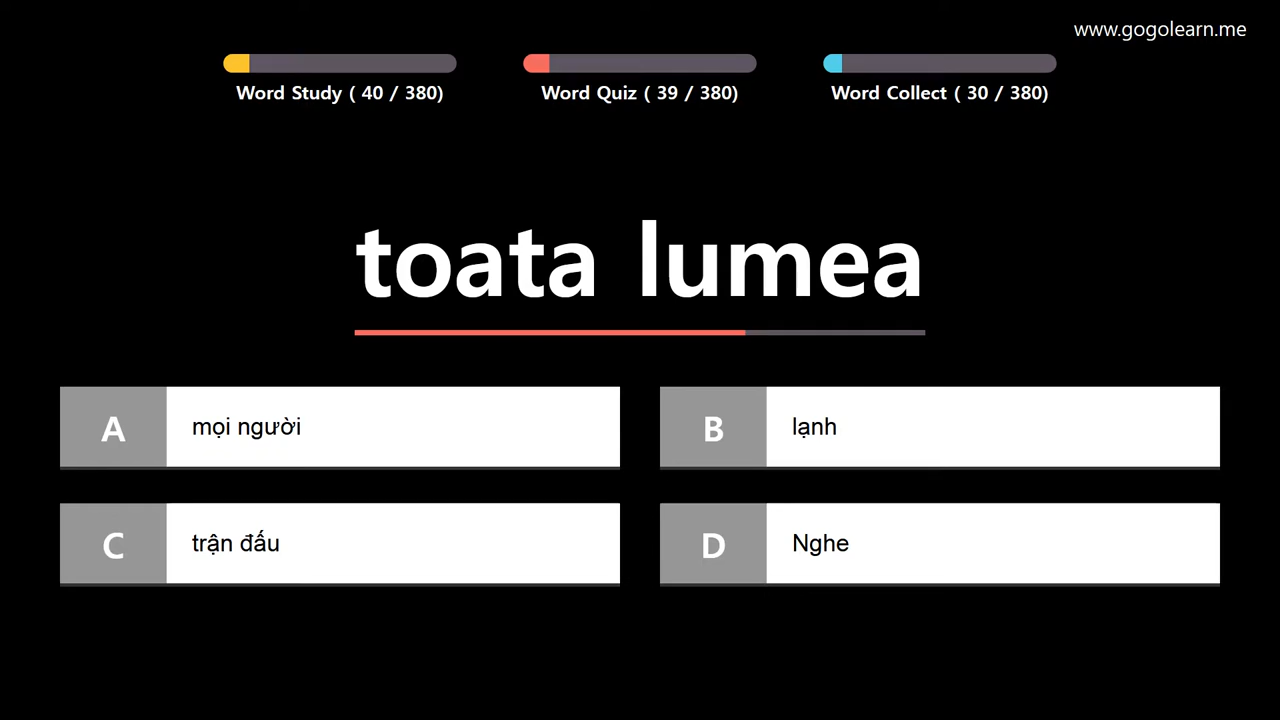 www.gogolearn.me
Word Study ( 40 / 380)
Word Quiz ( 39 / 380)
Word Collect ( 30 / 380)
toata lumea
A
mọi người
B
lạnh
C
trận đấu
D
Nghe